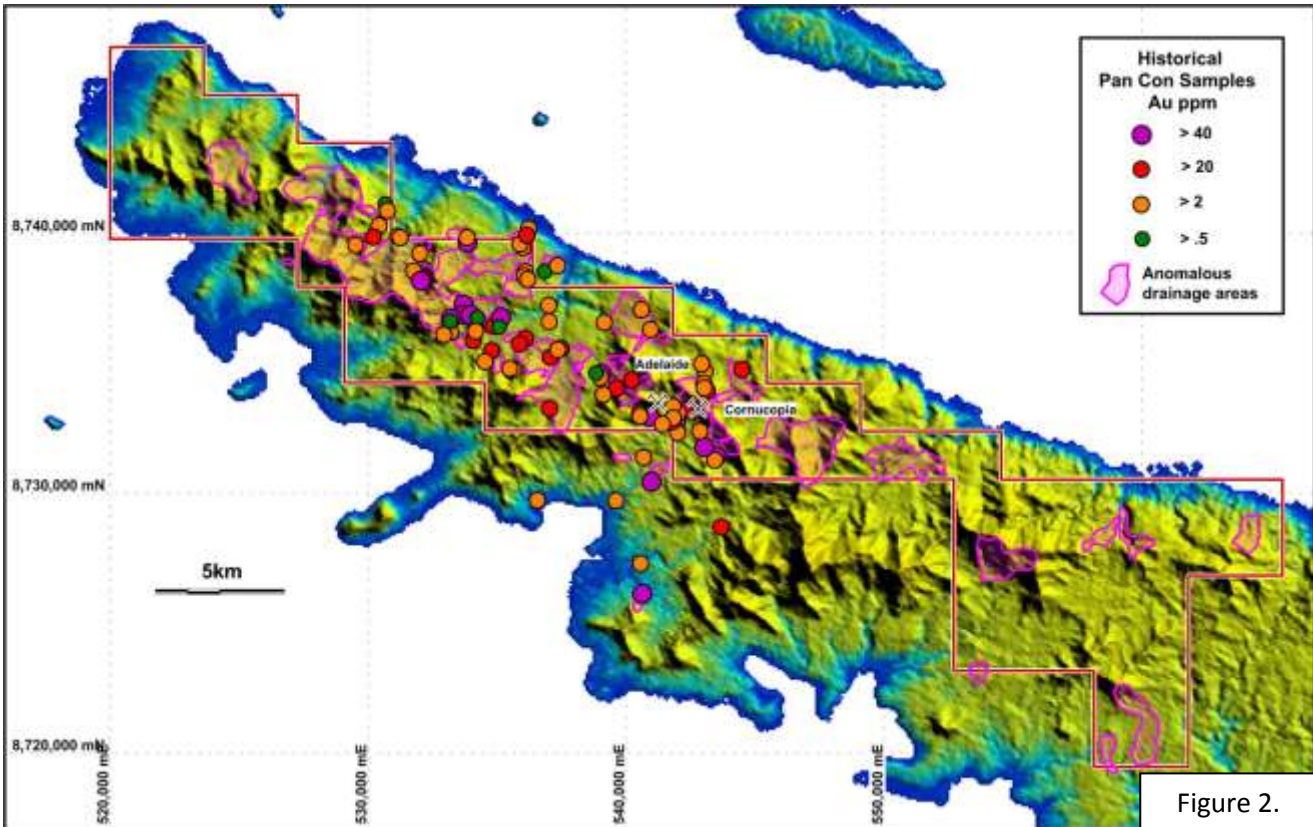 Historical
Pan Con Samples
Au ppm
> 40
> 20
> 2
> .5
Anomalous
drainage areas
8,740,000 mN
Adelaide
Cornucopia
8,730,000 mN
5km
8,720,000 mN
520,000 mE
530,000 mE
540,000 mE
550,000 mE
Figure 2.